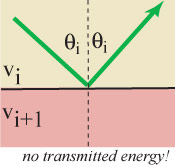 θi θi
vi
vi+1
no transmitted energy!